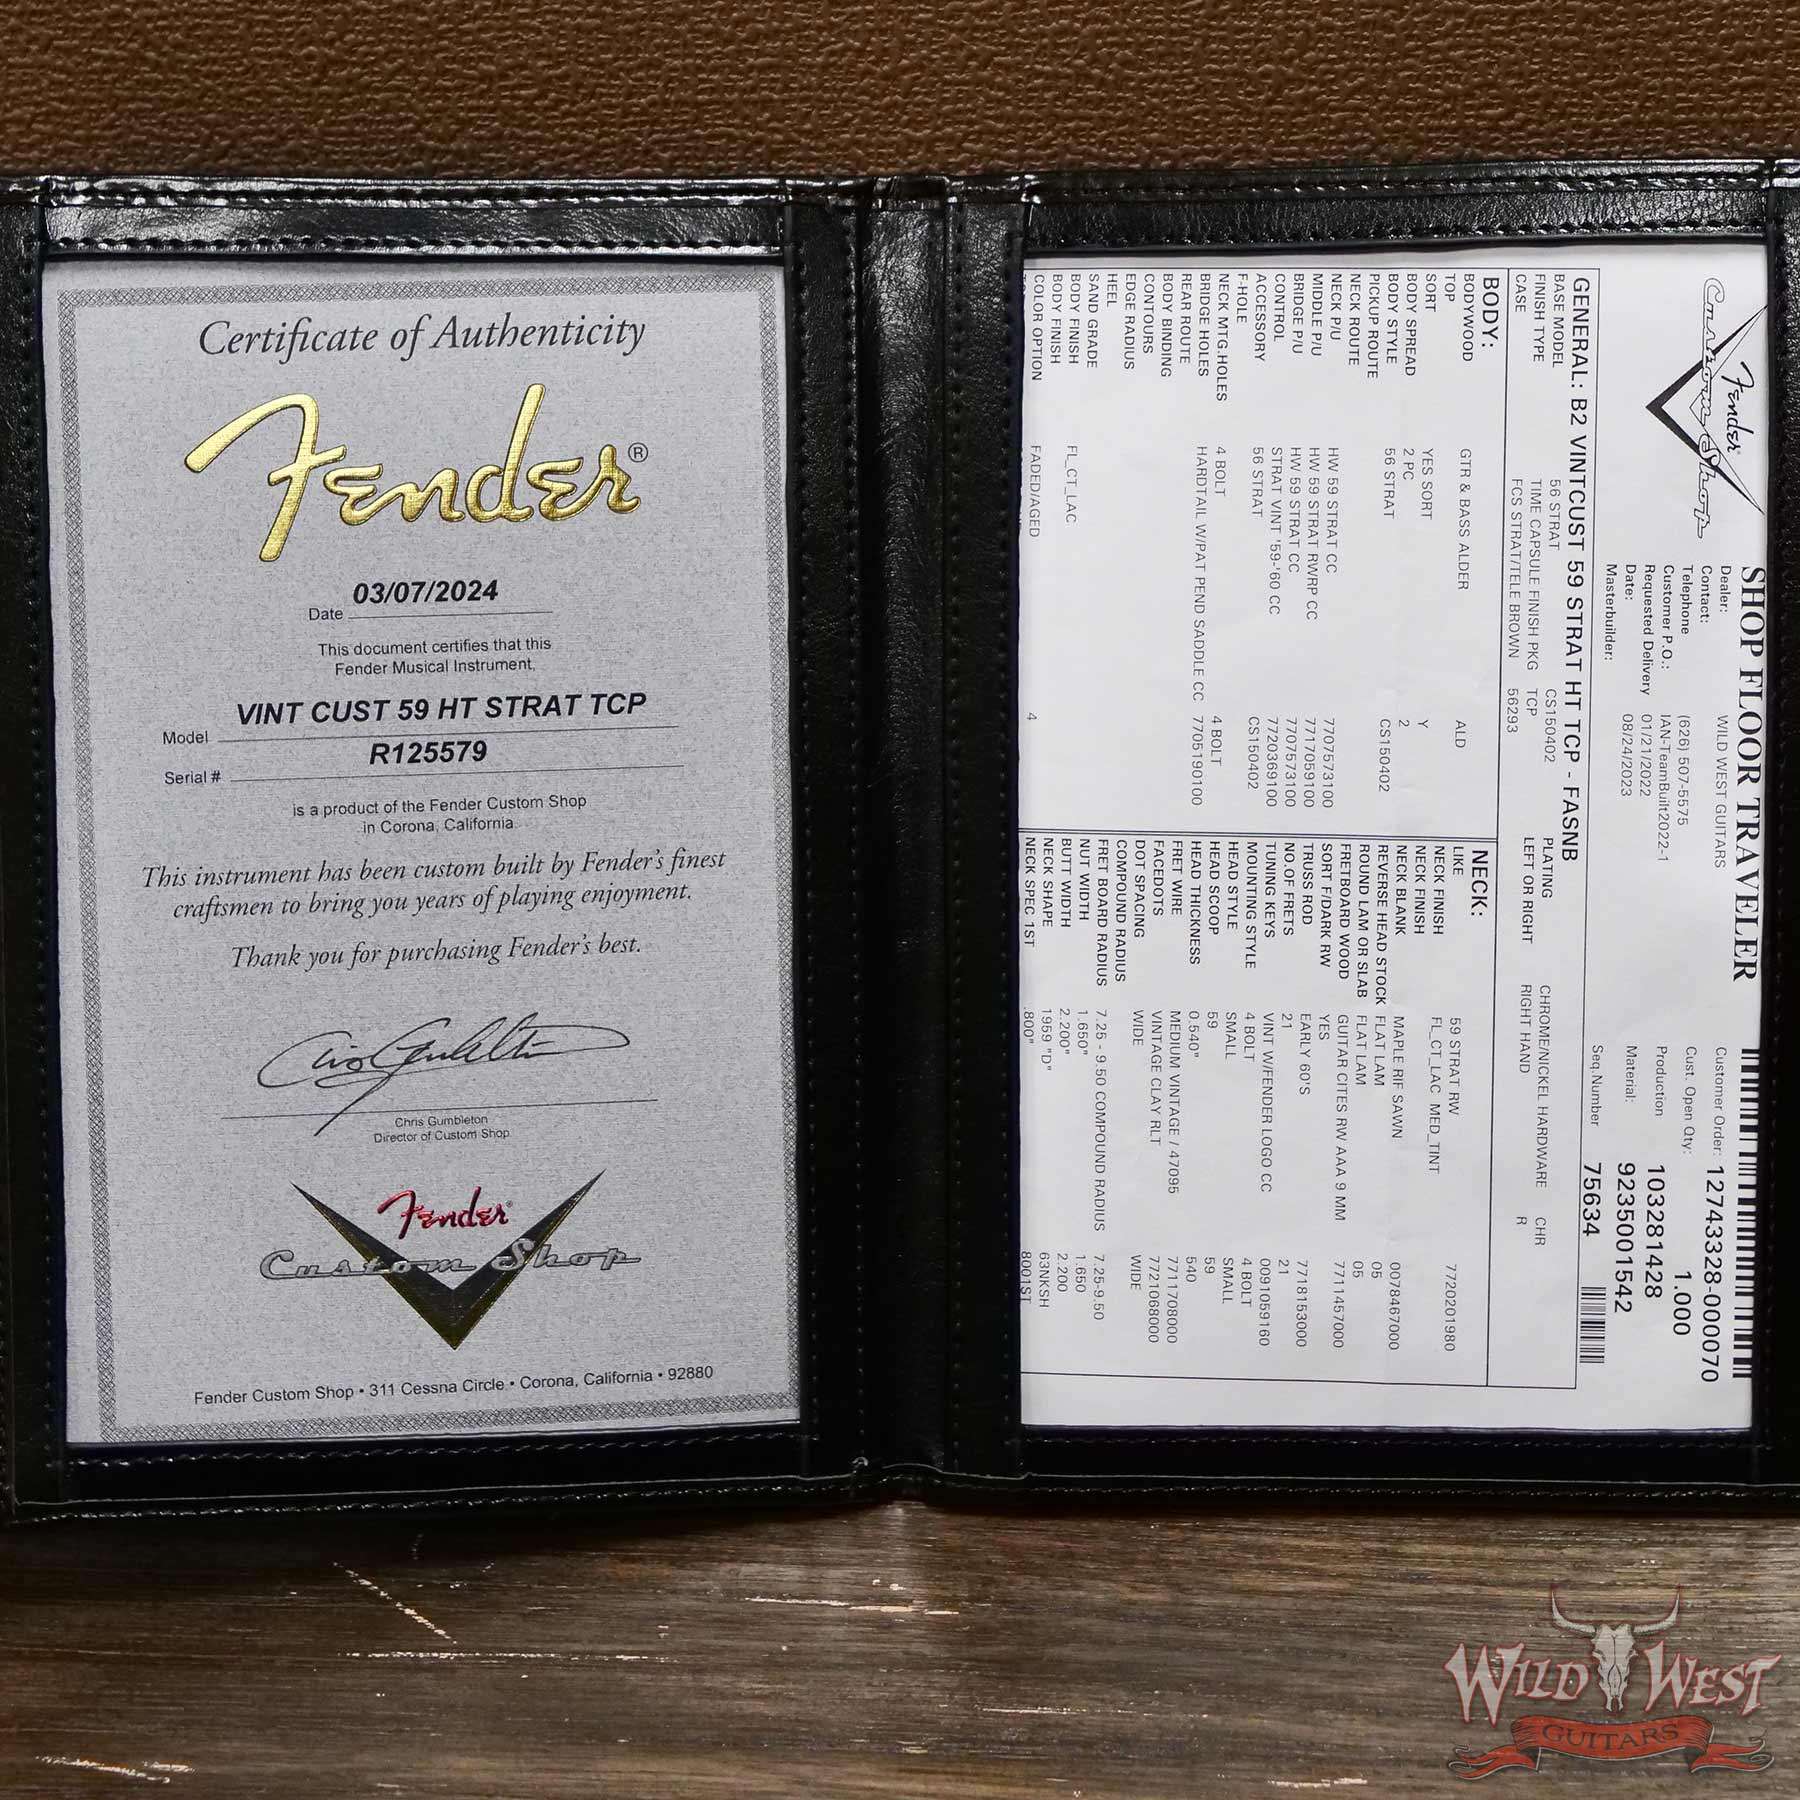 Certificate of Authenticity
Fender®
03/07/2024
Date
This document certifies that this
Fender Musical Instrument,
VINT CUST 59 HT STRAT TCP
Model
R125579
Serial #
is a product of the Fender Custom Shop
in Corona, California.
This instrument has been custom built by Fender's finest
craftsmen to bring you years of playing enjoyment.
Thank you for purchasing Fender's best.
Chris Gumbleton
Director of Custom Shop
Fender®
Custom Shop
Fender Custom Shop • 311 Cessna Circle • Corona, California • 92880
Fender®
Custom Shop
SHOP FLOOR TRAVELER
Dealer: WILD WEST GUITARS
Contact:
Telephone (626) 507-5575
Customer P.O.: IAN-TeamBuilt2022-1
Requested Delivery 01/21/2022
Date: 08/24/2023
Masterbuilder:
Customer Order: 12743328-000070
Cust. Open Qty: 1.000
Production 103281428
Material: 9235001542
Seq.Number 75634
GENERAL: B2 VINTCUST 59 STRAT HT TCP - FASNB
BASE MODEL 56 STRAT CS150402 PLATING CHROME/NICKEL HARDWARE CHR
FINISH TYPE TIME CAPSULE FINISH PKG TCP LEFT OR RIGHT RIGHT HAND R
CASE FCS STRAT/TELE BROWN 56293
BODY:
BODYWOOD GTR & BASS ALDER ALD
TOP
SORT YES SORT Y
BODY SPREAD 2 PC 2
BODY STYLE 56 STRAT CS150402
PICKUP ROUTE
NECK ROUTE
NECK P/U HW 59 STRAT CC 7707573100
MIDDLE P/U HW 59 STRAT RWRP CC 7717059100
BRIDGE P/U HW 59 STRAT CC 7707573100
CONTROL STRAT VINT '59-'60 CC 7720369100
ACCESSORY 56 STRAT CS150402
F-HOLE
NECK MTG.HOLES 4 BOLT 4 BOLT
BRIDGE HOLES HARDTAIL W/PAT PEND SADDLE CC 7705190100
REAR ROUTE
BODY BINDING
CONTOURS
EDGE RADIUS
HEEL
SAND GRADE
BODY FINISH FL_CT_LAC
BODY FINISH
COLOR OPTION FADED/AGED 4
NECK:
LIKE 59 STRAT RW 7720201980
NECK FINISH FL_CT_LAC MED_TINT
NECK FINISH
NECK BLANK MAPLE RIF SAWN 0078467000
REVERSE HEAD STOCK FLAT LAM 05
ROUND LAM OR SLAB FLAT LAM 05
FRETBOARD WOOD GUITAR CITES RW AAA 9 MM 7711457000
SORT F/DARK RW YES
TRUSS ROD EARLY 60'S 7718153000
NO.OF FRETS 21 21
TUNING KEYS VINT W/FENDER LOGO CC 0091059160
MOUNTING STYLE 4 BOLT 4 BOLT
HEAD STYLE SMALL SMALL
HEAD SCOOP 59 59
HEAD THICKNESS 0.540" 540
FRET WIRE MEDIUM VINTAGE / 47095 7711708000
FACEDOTS VINTAGE CLAY RLT 7721068000
DOT SPACING WIDE WIDE
COMPOUND RADIUS
FRET BOARD RADIUS 7.25 - 9.50 COMPOUND RADIUS 7.25-9.50
NUT WIDTH 1.650" 1.650
BUTT WIDTH 2.200" 2.200
NECK SHAPE 1959 "D" 63NKSH
NECK SPEC 1ST .800" 8001ST
WILD WEST
GUITARS